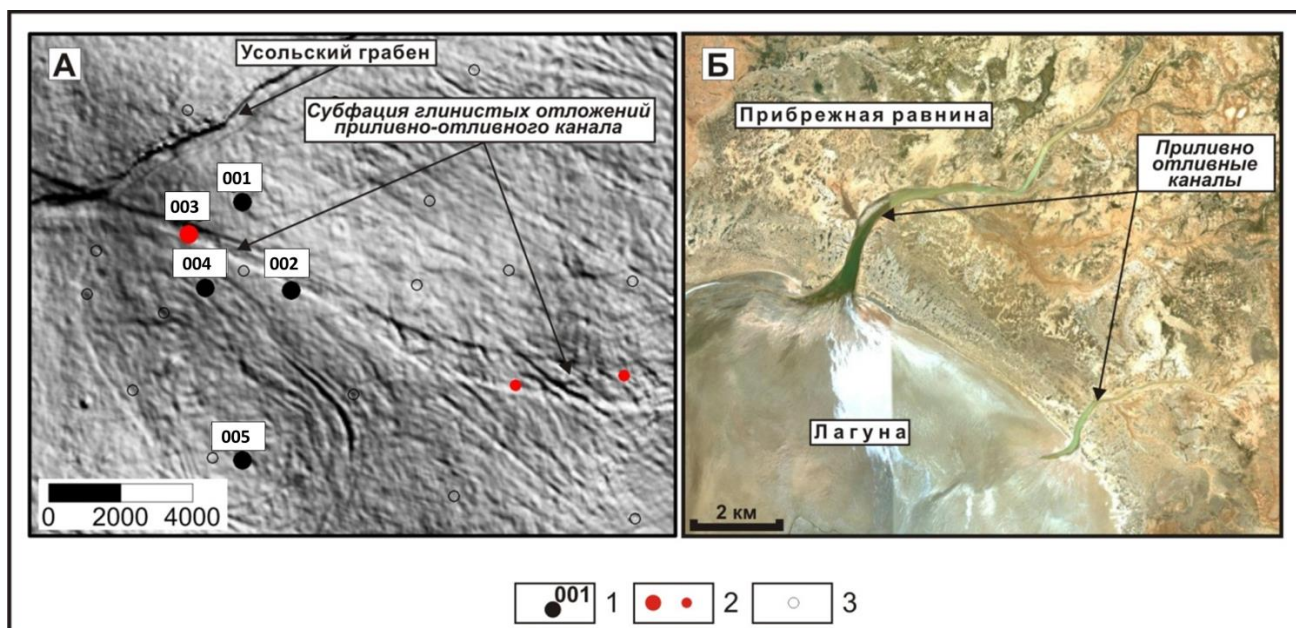 А
Усольский грабен
Субфация глинистых отложений
приливно-отливного канала
001
003
004
002
005
0 2000 4000
Б
Прибрежная равнина
Приливно
отливные
каналы
Лагуна
2 км
001 1 2 3